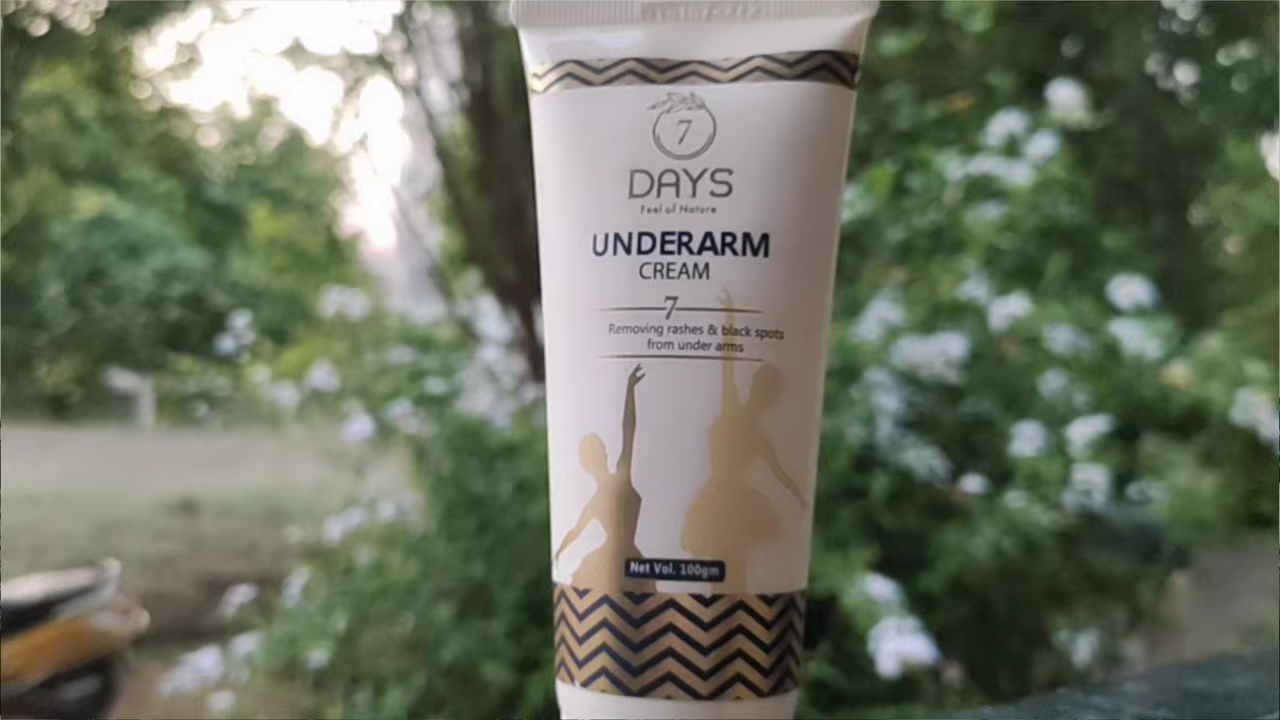 7
DAYS
Feel of Nature
UNDERARM
CREAM
7
Removing rashes & black spots
from under arms
Net Vol. 100gm